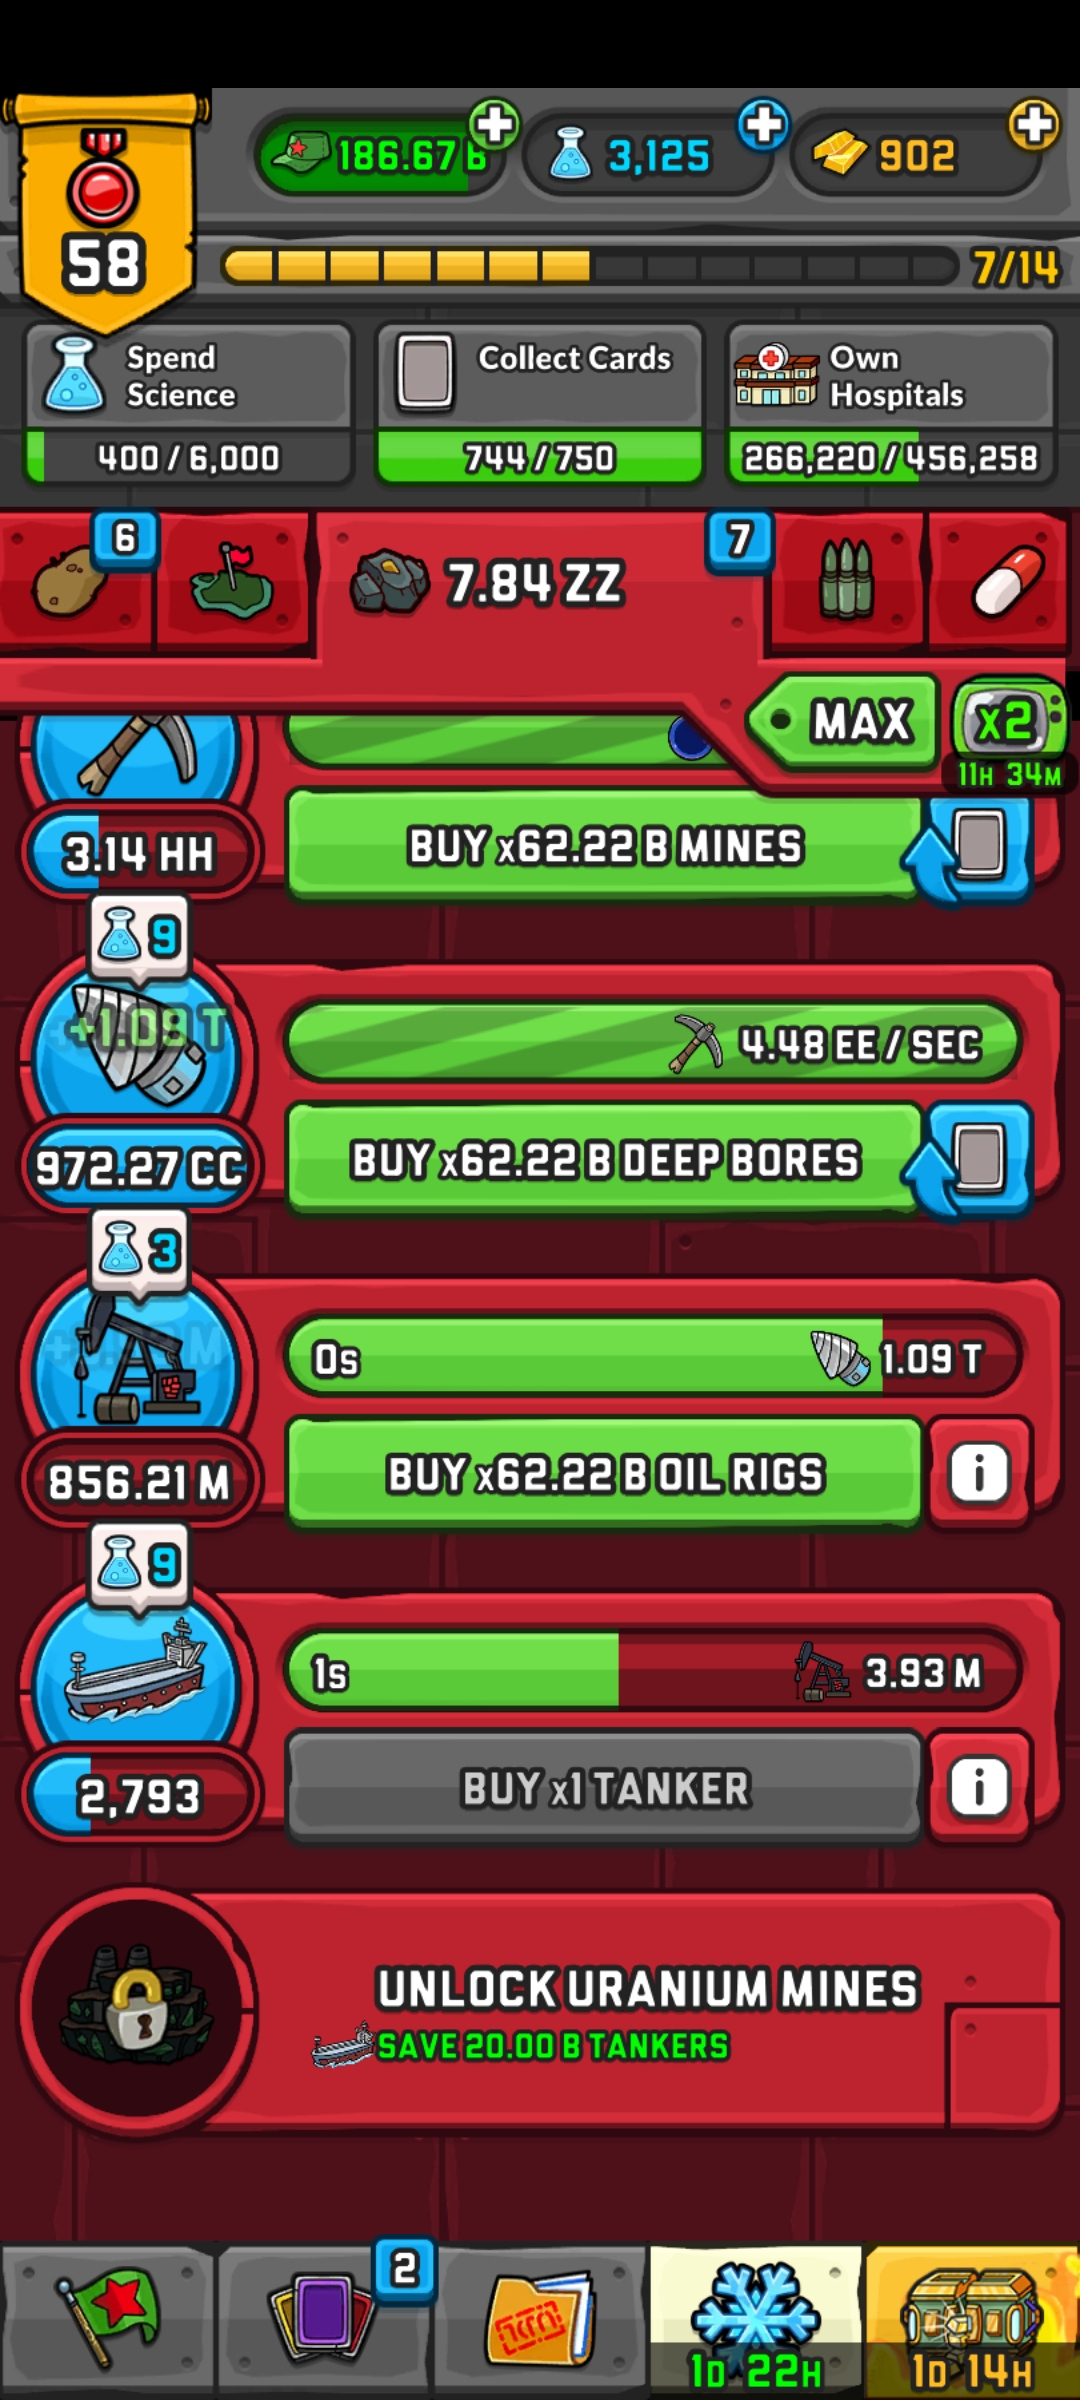 58
186.67 B
3,125
902
7/14
Spend
Science
400 / 6,000
Collect Cards
744 / 750
Own
Hospitals
266,220 / 456,258
6
7.84 ZZ
7
MAX
x2
11H 34M
3.14 HH
BUY x62.22 B MINES
9
+1.09 T
4.48 EE / SEC
972.27 CC
BUY x62.22 B DEEP BORES
3
0s
1.09 T
856.21 M
BUY x62.22 B OIL RIGS
i
9
1s
3.93 M
2,793
BUY x1 TANKER
i
UNLOCK URANIUM MINES
SAVE 20.00 B TANKERS
2
1D 22H
1D 14H